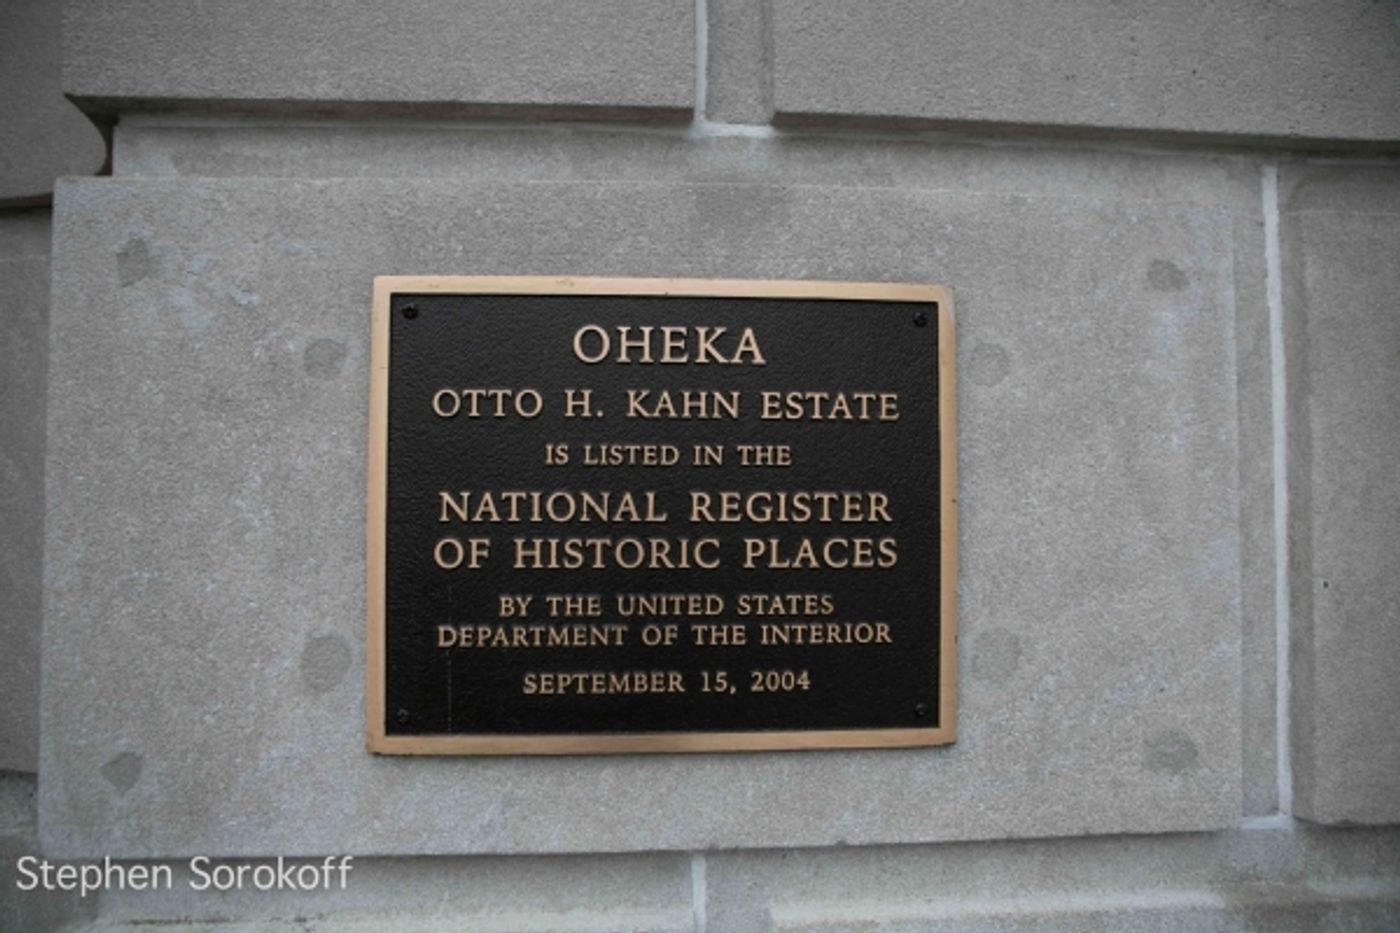 OHEKA
OTTO H. KAHN ESTATE
IS LISTED IN THE
NATIONAL REGISTER
OF HISTORIC PLACES
BY THE UNITED STATES
DEPARTMENT OF THE INTERIOR
SEPTEMBER 15, 2004
Stephen Sorokoff